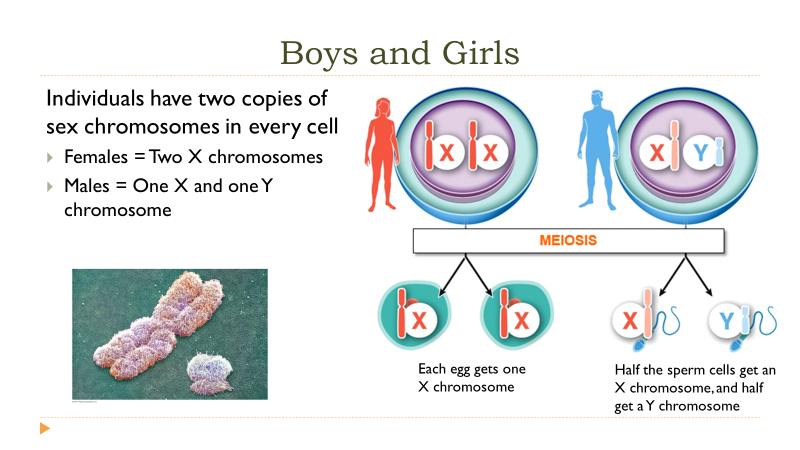 Boys and Girls
Individuals have two copies of
sex chromosomes in every cell
Females = Two X chromosomes
Males = One X and one Y
chromosome
X X
X Y
MEIOSIS
X X
X Y
Each egg gets one
X chromosome
Half the sperm cells get an
X chromosome, and half
get a Y chromosome